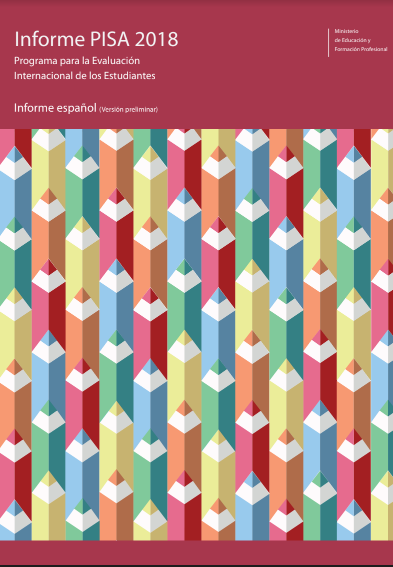 Informe PISA 2018
Programa para la Evaluación
Internacional de los Estudiantes
Informe español (Versión preliminar)
Ministerio
de Educación y
Formación Profesional